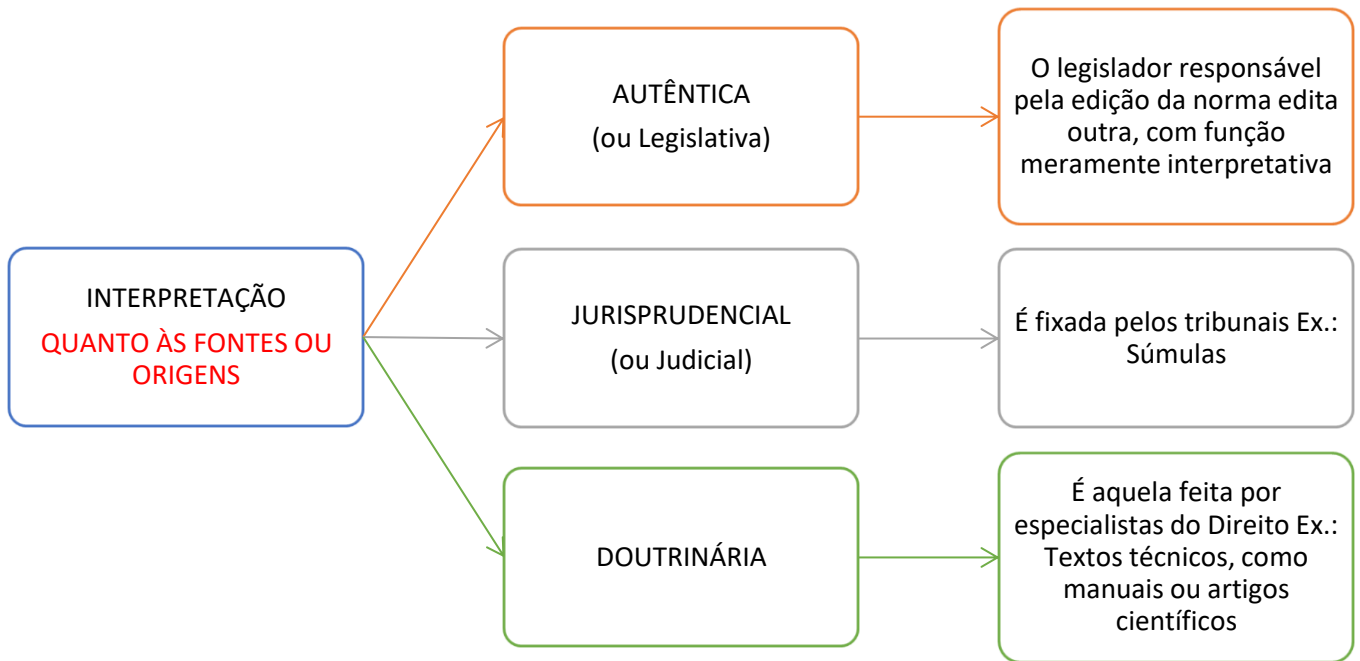 INTERPRETAÇÃO
QUANTO ÀS FONTES OU
ORIGENS
AUTÊNTICA
(ou Legislativa)
O legislador responsável
pela edição da norma edita
outra, com função
meramente interpretativa
JURISPRUDENCIAL
(ou Judicial)
É fixada pelos tribunais Ex.:
Súmulas
DOUTRINÁRIA
É aquela feita por
especialistas do Direito Ex.:
Textos técnicos, como
manuais ou artigos
científicos